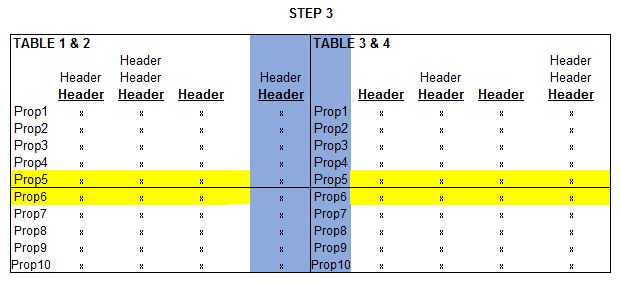 STEP 3
TABLE 1 & 2 TABLE 3 & 4
Header Header
Header Header Header Header Header
Header Header Header Header Header Header Header Header
Prop1 x x x x Prop1 x x x x
Prop2 x x x x Prop2 x x x x
Prop3 x x x x Prop3 x x x x
Prop4 x x x x Prop4 x x x x
Prop5 x x x x Prop5 x x x x
Prop6 x x x x Prop6 x x x x
Prop7 x x x x Prop7 x x x x
Prop8 x x x x Prop8 x x x x
Prop9 x x x x Prop9 x x x x
Prop10 x x x x Prop10 x x x x